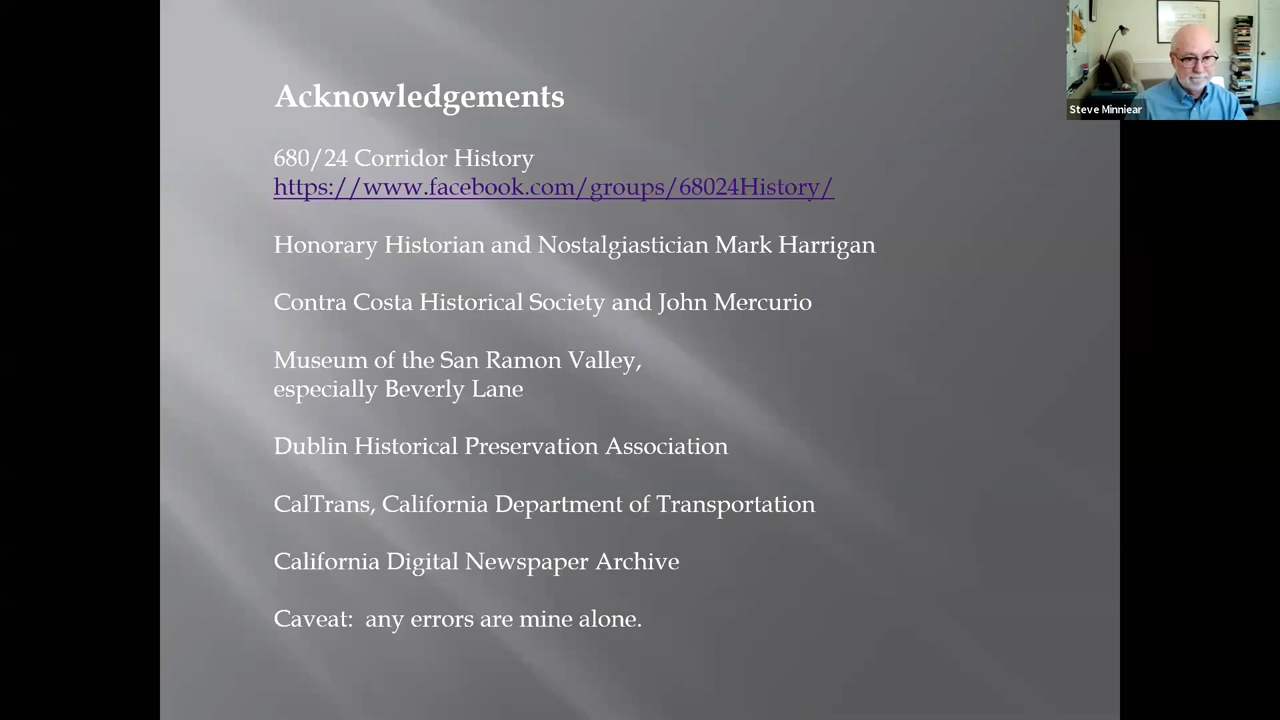 Acknowledgements
680/24 Corridor History
https://www.facebook.com/groups/68024History/
Honorary Historian and Nostalgiastician Mark Harrigan
Contra Costa Historical Society and John Mercurio
Museum of the San Ramon Valley,
especially Beverly Lane
Dublin Historical Preservation Association
CalTrans, California Department of Transportation
California Digital Newspaper Archive
Caveat:  any errors are mine alone.
Steve Minniear